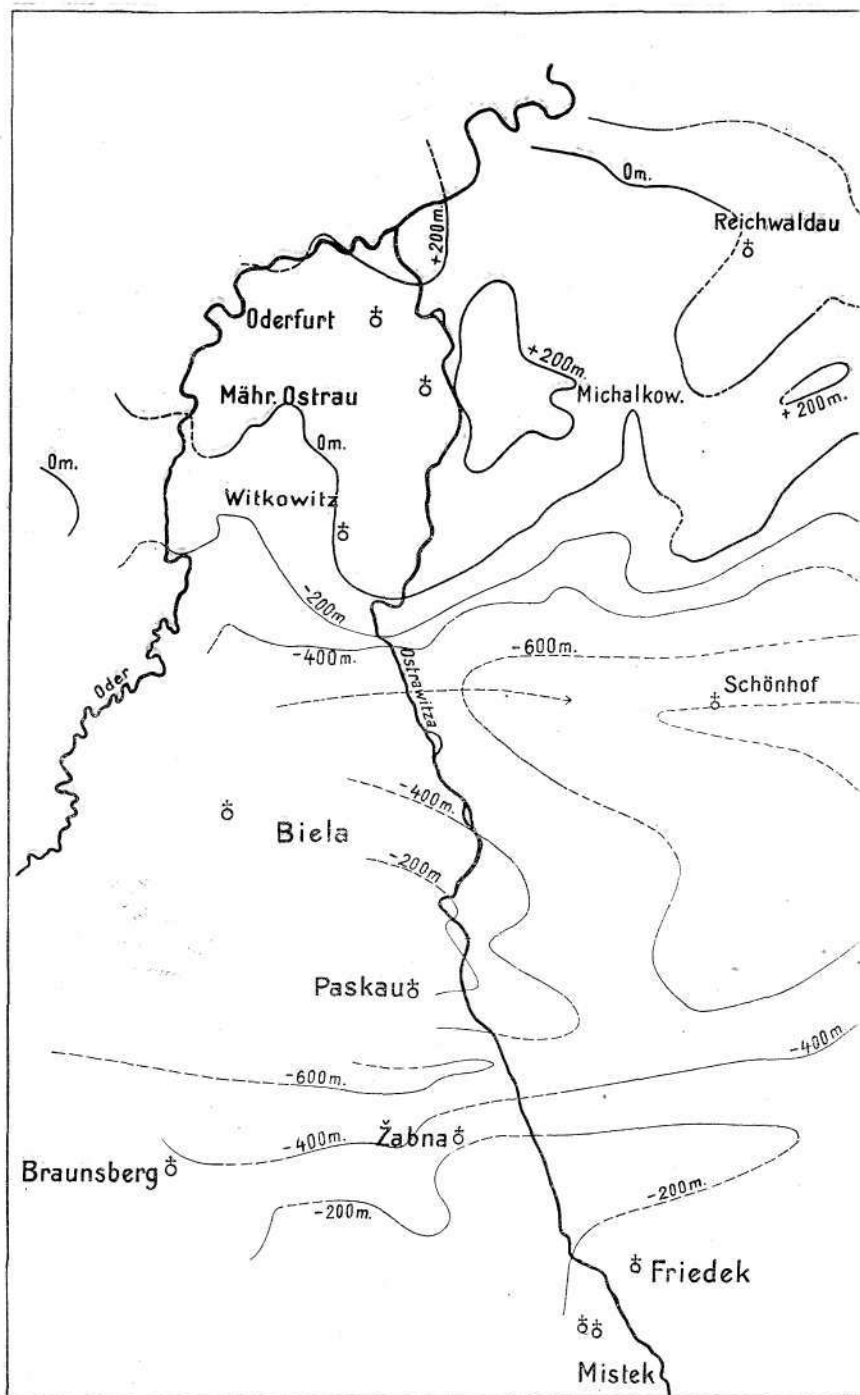 0m.
+200m.
Reichwaldau
Oderfurt
+200m.
Mähr. Ostrau
Michalkow.
+200m.
0m.
0m.
Witkowitz
-200m.
-400m.
-600m.
Ostrawitza
Oder
Schönhof
-400m.
Biela
-200m.
Paskau
-400m.
-600m.
-400m.
Žabna
Braunsberg
-200m.
-200m.
Friedek
Mistek